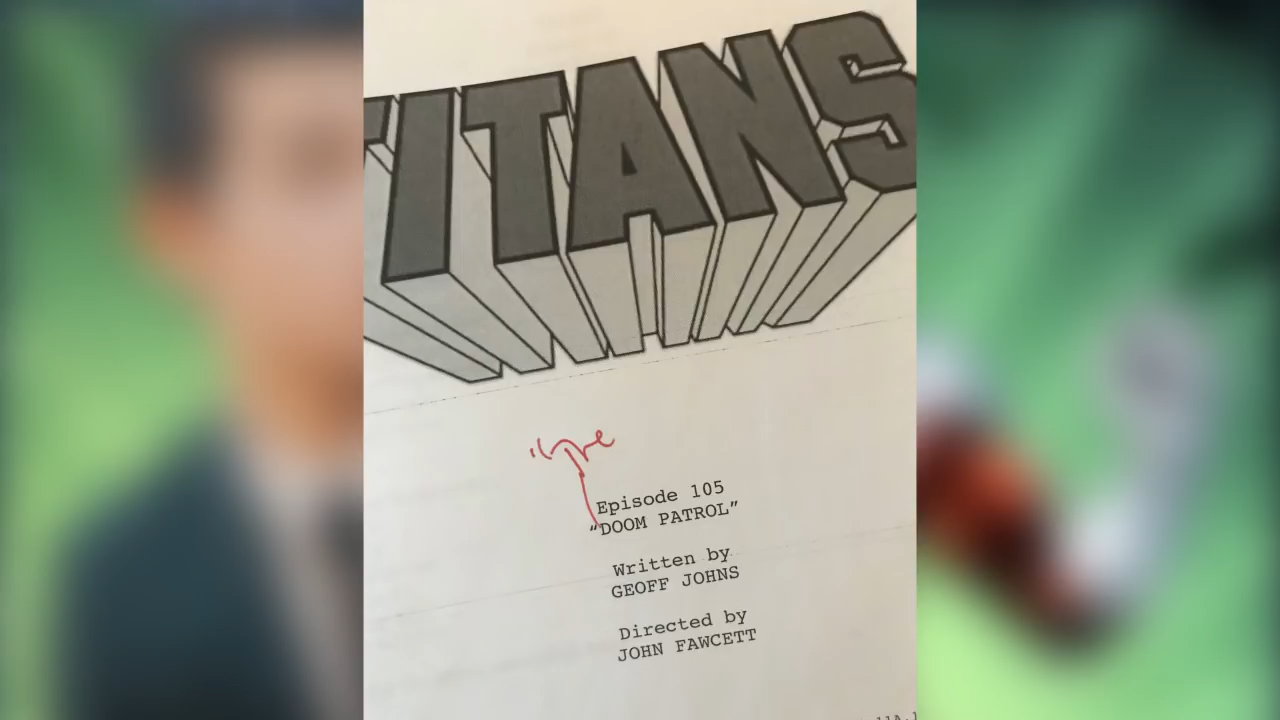 TITANS
"The
Episode 105
"DOOM PATROL"
Written by
GEOFF JOHNS
Directed by
JOHN FAWCETT